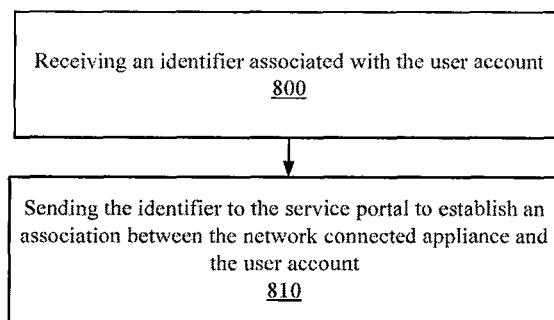 Receiving an identifier associated with the user account
800
Sending the identifier to the service portal to establish an
association between the network connected appliance and
the user account
810